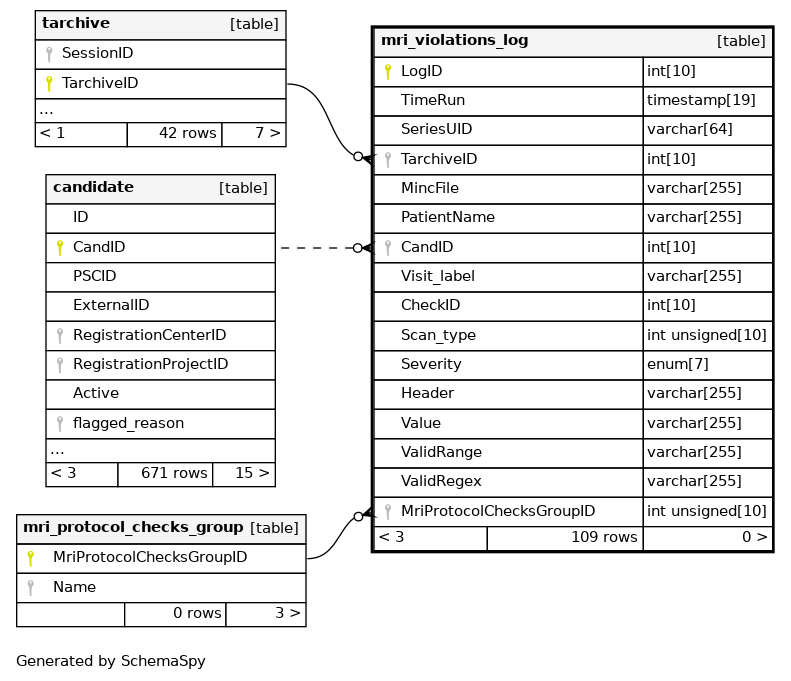 tarchive [table]
SessionID
TarchiveID
...
< 1 42 rows 7 >
candidate [table]
ID
CandID
PSCID
ExternalID
RegistrationCenterID
RegistrationProjectID
Active
flagged_reason
...
< 3 671 rows 15 >
mri_protocol_checks_group [table]
MriProtocolChecksGroupID
Name
0 rows 3 >
mri_violations_log [table]
LogID int[10]
TimeRun timestamp[19]
SeriesUID varchar[64]
TarchiveID int[10]
MincFile varchar[255]
PatientName varchar[255]
CandID int[10]
Visit_label varchar[255]
CheckID int[10]
Scan_type int unsigned[10]
Severity enum[7]
Header varchar[255]
Value varchar[255]
ValidRange varchar[255]
ValidRegex varchar[255]
MriProtocolChecksGroupID int unsigned[10]
< 3 109 rows 0 >
Generated by SchemaSpy